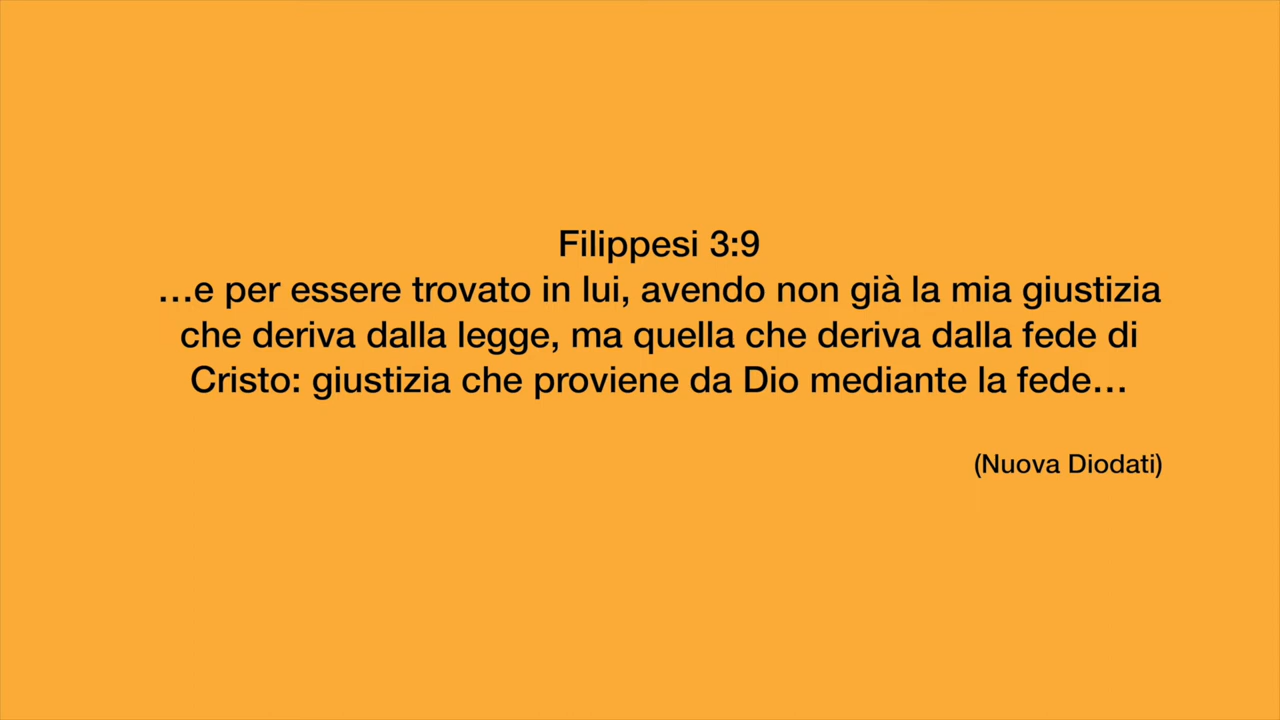 Filippesi 3:9
…e per essere trovato in lui, avendo non già la mia giustizia
che deriva dalla legge, ma quella che deriva dalla fede di
Cristo: giustizia che proviene da Dio mediante la fede…
(Nuova Diodati)